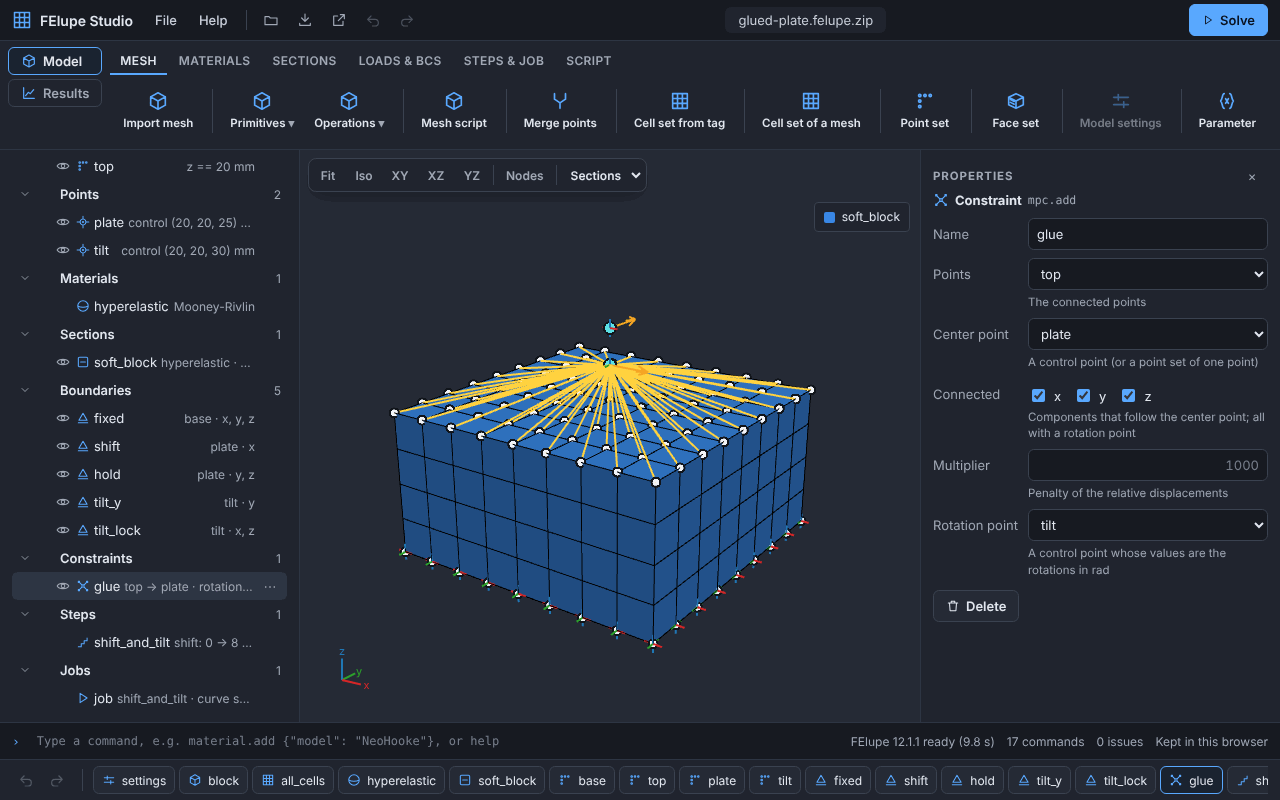 FElupe Studio File Help glued-plate.felupe.zip Solve
Model MESH MATERIALS SECTIONS LOADS & BCS STEPS & JOB SCRIPT
Results
Import mesh Primitives ▾ Operations ▾ Mesh script Merge points Cell set from tag Cell set of a mesh Point set Face set Model settings Parameter
top z == 20 mm
Points 2
plate control (20, 20, 25) ...
tilt control (20, 20, 30) mm
Materials 1
hyperelastic Mooney-Rivlin
Sections 1
soft_block hyperelastic · ...
Boundaries 5
fixed base · x, y, z
shift plate · x
hold plate · y, z
tilt_y tilt · y
tilt_lock tilt · x, z
Constraints 1
glue top → plate · rotation... ···
Steps 1
shift_and_tilt shift: 0 → 8 ...
Jobs 1
job shift_and_tilt · curve s...
Fit Iso XY XZ YZ Nodes Sections
soft_block
z
y
x
PROPERTIES ×
Constraint mpc.add
Name glue
Points top
The connected points
Center point plate
A control point (or a point set of one point)
Connected x y z
Components that follow the center point; all
with a rotation point
Multiplier 1000
Penalty of the relative displacements
Rotation point tilt
A control point whose values are the
rotations in rad
Delete
› Type a command, e.g. material.add {"model": "NeoHooke"}, or help FElupe 12.1.1 ready (9.8 s) 17 commands 0 issues Kept in this browser
settings block all_cells hyperelastic soft_block base top plate tilt fixed shift hold tilt_y tilt_lock glue sh